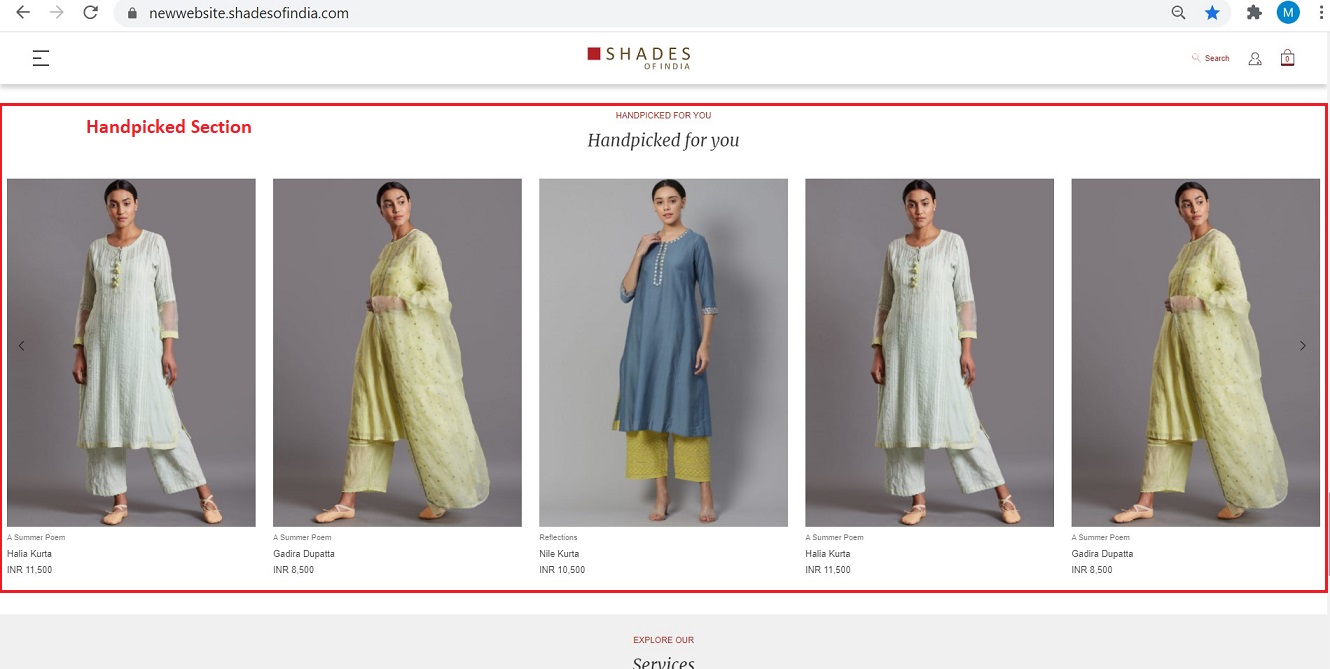 newwebsite.shadesofindia.com
M
SHADES
OF INDIA
Search
0
Handpicked Section
HANDPICKED FOR YOU
Handpicked for you
A Summer Poem
Halia Kurta
INR 11,500
A Summer Poem
Gadira Dupatta
INR 8,500
Reflections
Nile Kurta
INR 10,500
A Summer Poem
Halia Kurta
INR 11,500
A Summer Poem
Gadira Dupatta
INR 8,500
EXPLORE OUR
Services